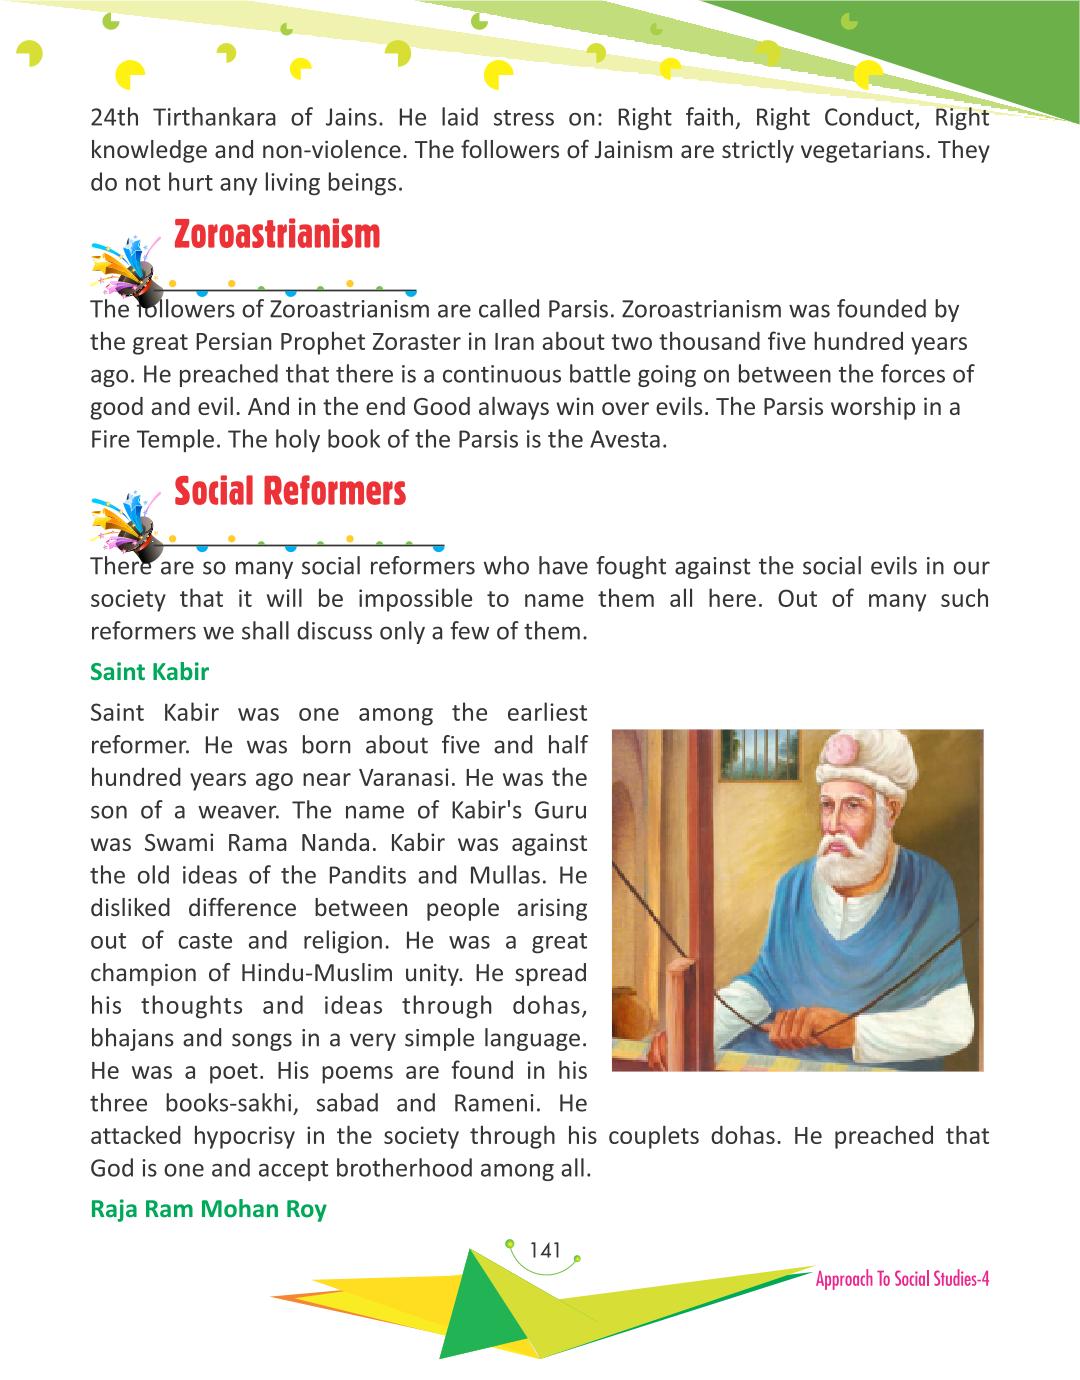 24th Tirthankara of Jains. He laid stress on: Right faith, Right Conduct, Right
knowledge and non-violence. The followers of Jainism are strictly vegetarians. They
do not hurt any living beings.
Zoroastrianism
The followers of Zoroastrianism are called Parsis. Zoroastrianism was founded by
the great Persian Prophet Zoraster in Iran about two thousand five hundred years
ago. He preached that there is a continuous battle going on between the forces of
good and evil. And in the end Good always win over evils. The Parsis worship in a
Fire Temple. The holy book of the Parsis is the Avesta.
Social Reformers
There are so many social reformers who have fought against the social evils in our
society that it will be impossible to name them all here. Out of many such
reformers we shall discuss only a few of them.
Saint Kabir
Saint Kabir was one among the earliest
reformer. He was born about five and half
hundred years ago near Varanasi. He was the
son of a weaver. The name of Kabir's Guru
was Swami Rama Nanda. Kabir was against
the old ideas of the Pandits and Mullas. He
disliked difference between people arising
out of caste and religion. He was a great
champion of Hindu-Muslim unity. He spread
his thoughts and ideas through dohas,
bhajans and songs in a very simple language.
He was a poet. His poems are found in his
three books-sakhi, sabad and Rameni. He
attacked hypocrisy in the society through his couplets dohas. He preached that
God is one and accept brotherhood among all.
Raja Ram Mohan Roy
141
Approach To Social Studies-4